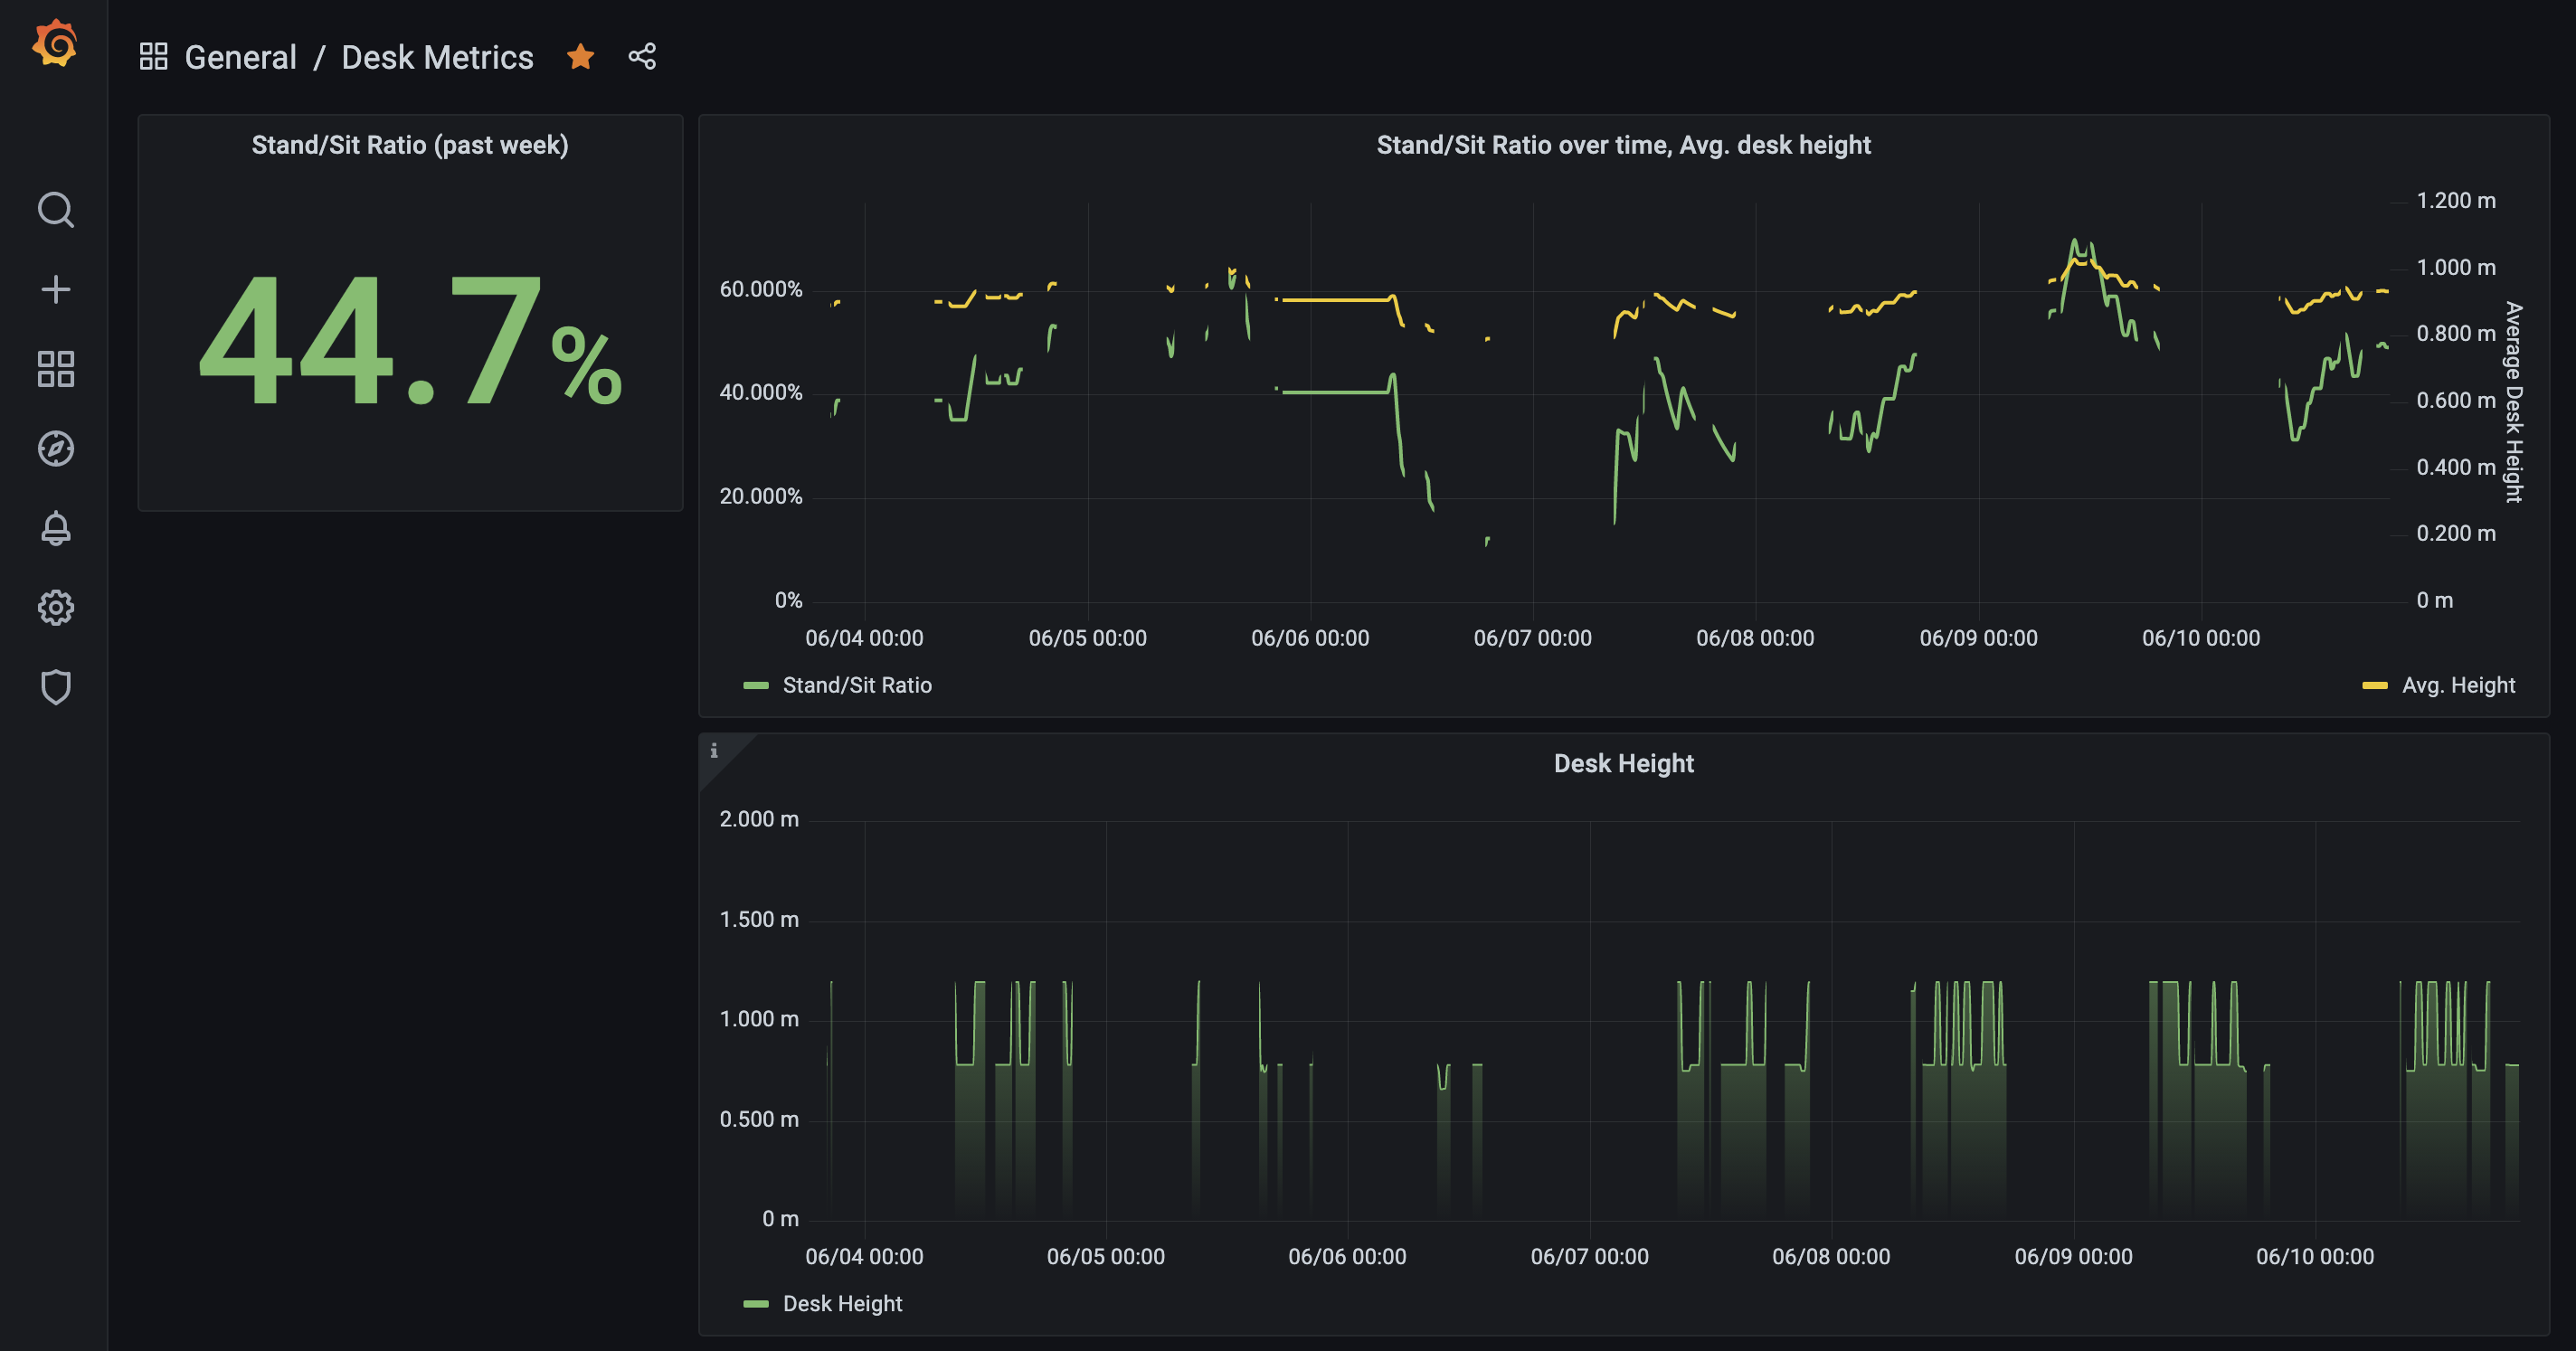 General / Desk Metrics
Stand/Sit Ratio (past week)
44.7%
Stand/Sit Ratio over time, Avg. desk height
60.000%
40.000%
20.000%
0%
1.200 m
1.000 m
0.800 m
0.600 m
0.400 m
0.200 m
0 m
Average Desk Height
06/04 00:00 06/05 00:00 06/06 00:00 06/07 00:00 06/08 00:00 06/09 00:00 06/10 00:00
Stand/Sit Ratio
Avg. Height
i
Desk Height
2.000 m
1.500 m
1.000 m
0.500 m
0 m
06/04 00:00 06/05 00:00 06/06 00:00 06/07 00:00 06/08 00:00 06/09 00:00 06/10 00:00
Desk Height